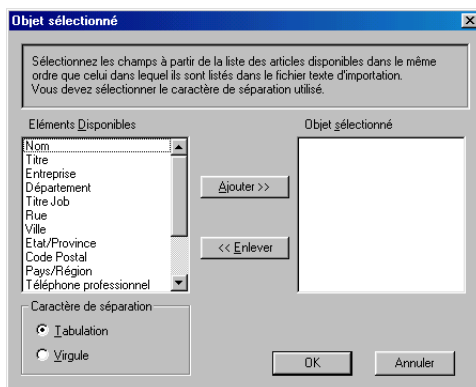 Objet sélectionné
Sélectionnez les champs à partir de la liste des articles disponibles dans le même
ordre que celui dans lequel ils sont listés dans le fichier texte d'importation.
Vous devez sélectionner le caractère de séparation utilisé.
Eléments Disponibles
Objet sélectionné
Nom
Titre
Entreprise
Département
Titre Job
Rue
Ville
Etat/Province
Code Postal
Pays/Région
Téléphone professionnel
Ajouter >>
<< Enlever
Caractère de séparation
Tabulation
Virgule
OK
Annuler